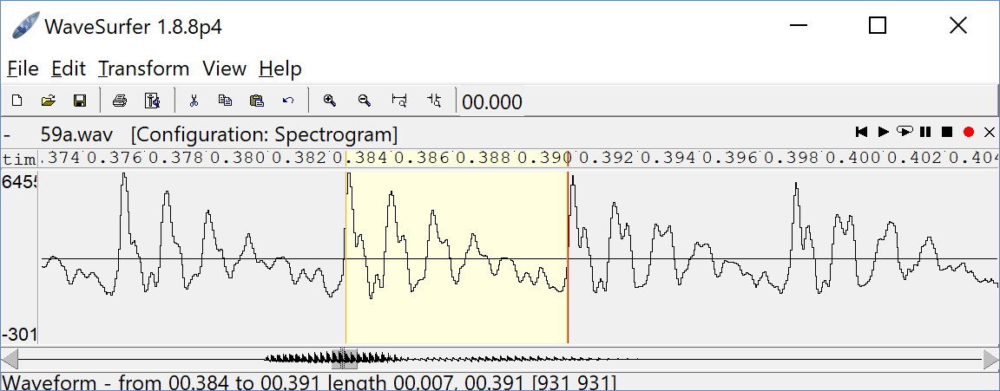 WaveSurfer 1.8.8p4
File Edit Transform View Help
00.000
- 59a.wav [Configuration: Spectrogram]
tim .374 0.376 0.378 0.380 0.382 0.384 0.386 0.388 0.390 0.392 0.394 0.396 0.398 0.400 0.402 0.404
6455
-301
Waveform - from 00.384 to 00.391 length 00.007, 00.391 [931 931]